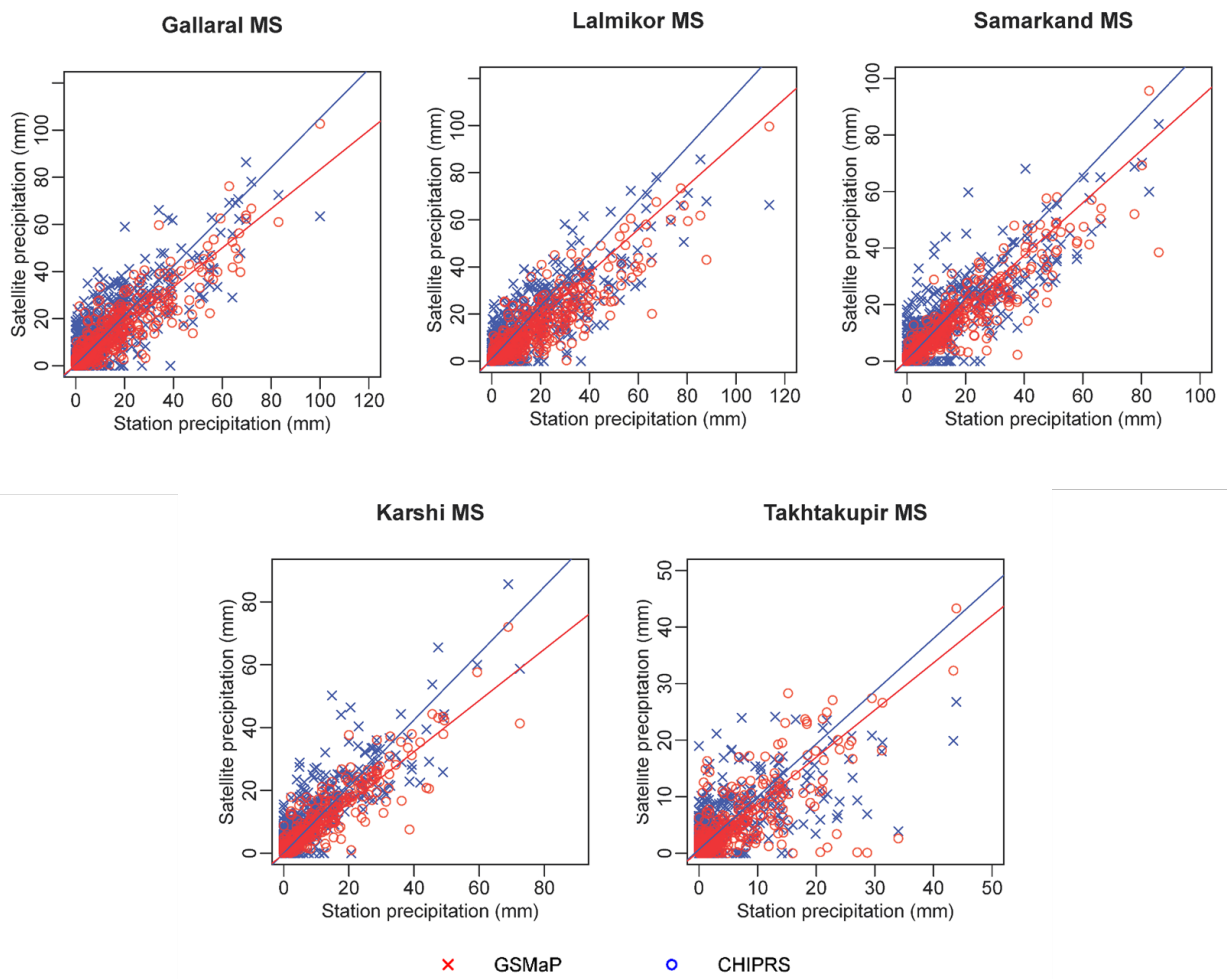 Gallaral MS
Lalmikor MS
Samarkand MS
Satellite precipitation (mm)
0 20 40 60 80 100
0 20 40 60 80 100 120
Station precipitation (mm)
Satellite precipitation (mm)
0 20 40 60 80 100
0 20 40 60 80 100 120
Station precipitation (mm)
Satellite precipitation (mm)
0 20 40 60 80 100
0 20 40 60 80 100
Station precipitation (mm)
Karshi MS
Takhtakupir MS
Satellite precipitation (mm)
0 20 40 60 80
0 20 40 60 80
Station precipitation (mm)
Satellite precipitation (mm)
0 10 20 30 40 50
0 10 20 30 40 50
Station precipitation (mm)
GSMaP
CHIPRS